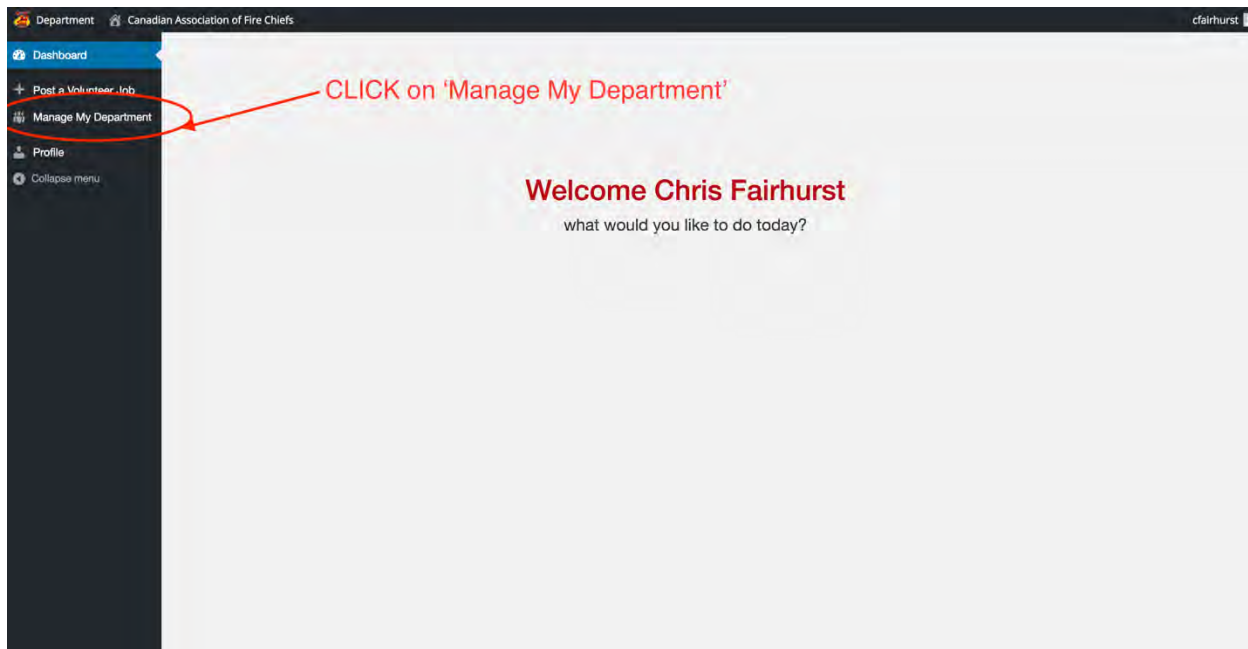 Department Canadian Association of Fire Chiefs cfairhurst
Dashboard
Post a Volunteer Job
Manage My Department
Profile
Collapse menu
CLICK on ‘Manage My Department’
Welcome Chris Fairhurst
what would you like to do today?